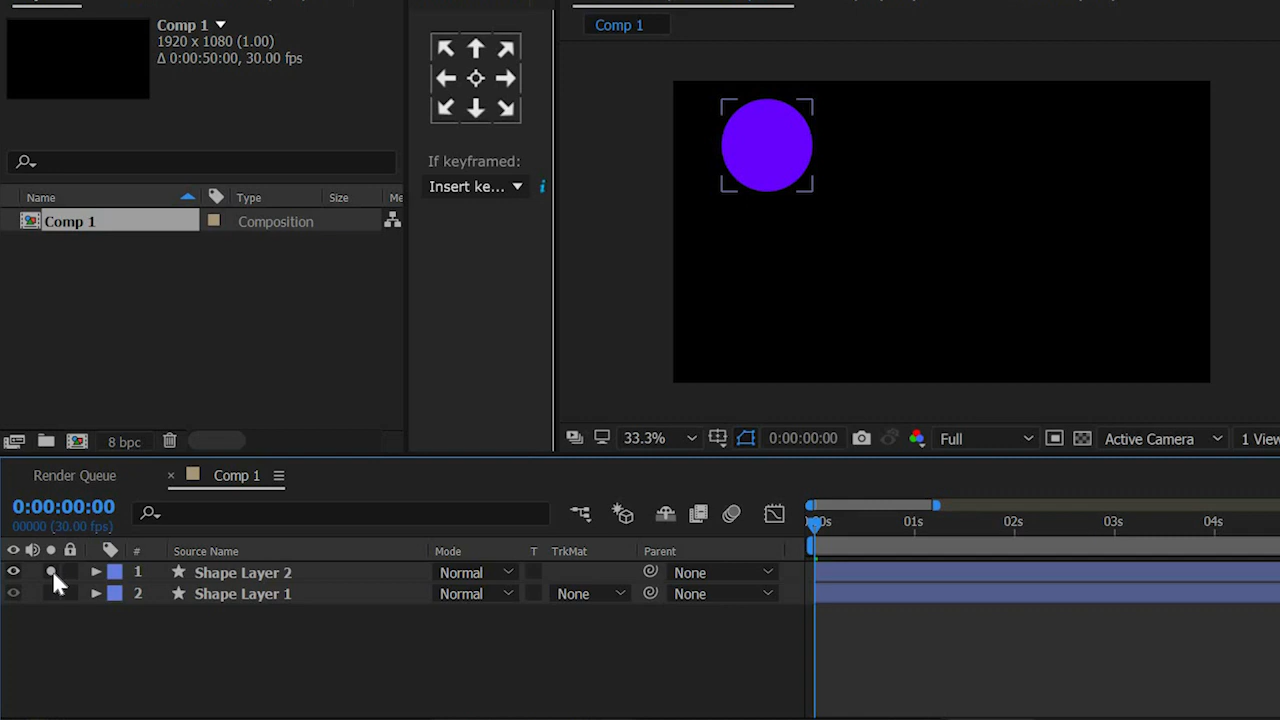 Comp 1
1920 x 1080 (1.00)
Δ 0:00:50:00, 30.00 fps
Name Type Size Me
Comp 1 Composition
8 bpc
If keyframed:
Insert ke...
Comp 1
33.3% 0:00:00:00 Full Active Camera 1 View
Render Queue × Comp 1
0:00:00:00
00000 (30.00 fps)
:00s 01s 02s 03s 04s
# Source Name Mode T TrkMat Parent
1 Shape Layer 2 Normal None
2 Shape Layer 1 Normal None None